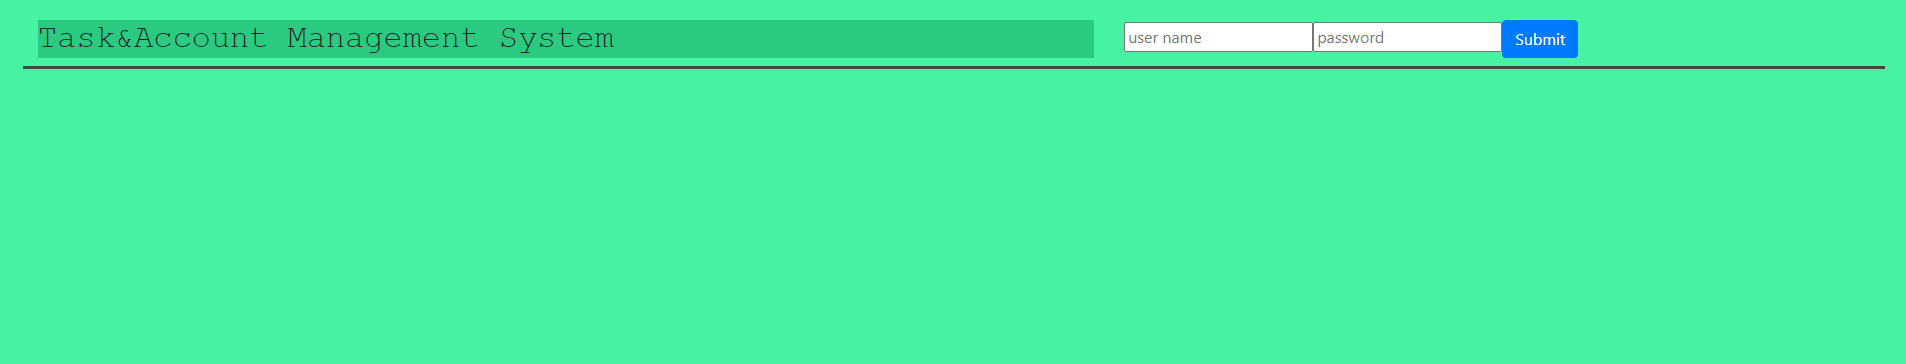 Task&Account Management System
user name password Submit